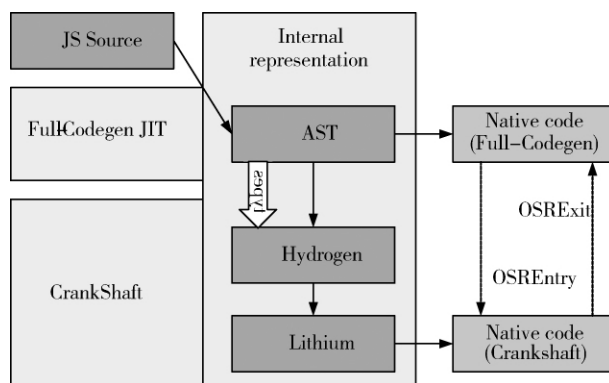 JS Source
Internal
representation
Full-Codegen JIT
AST
Native code
(Full-Codegen)
types
OSRExit
Hydrogen
OSREntry
CrankShaft
Lithium
Native code
(Crankshaft)